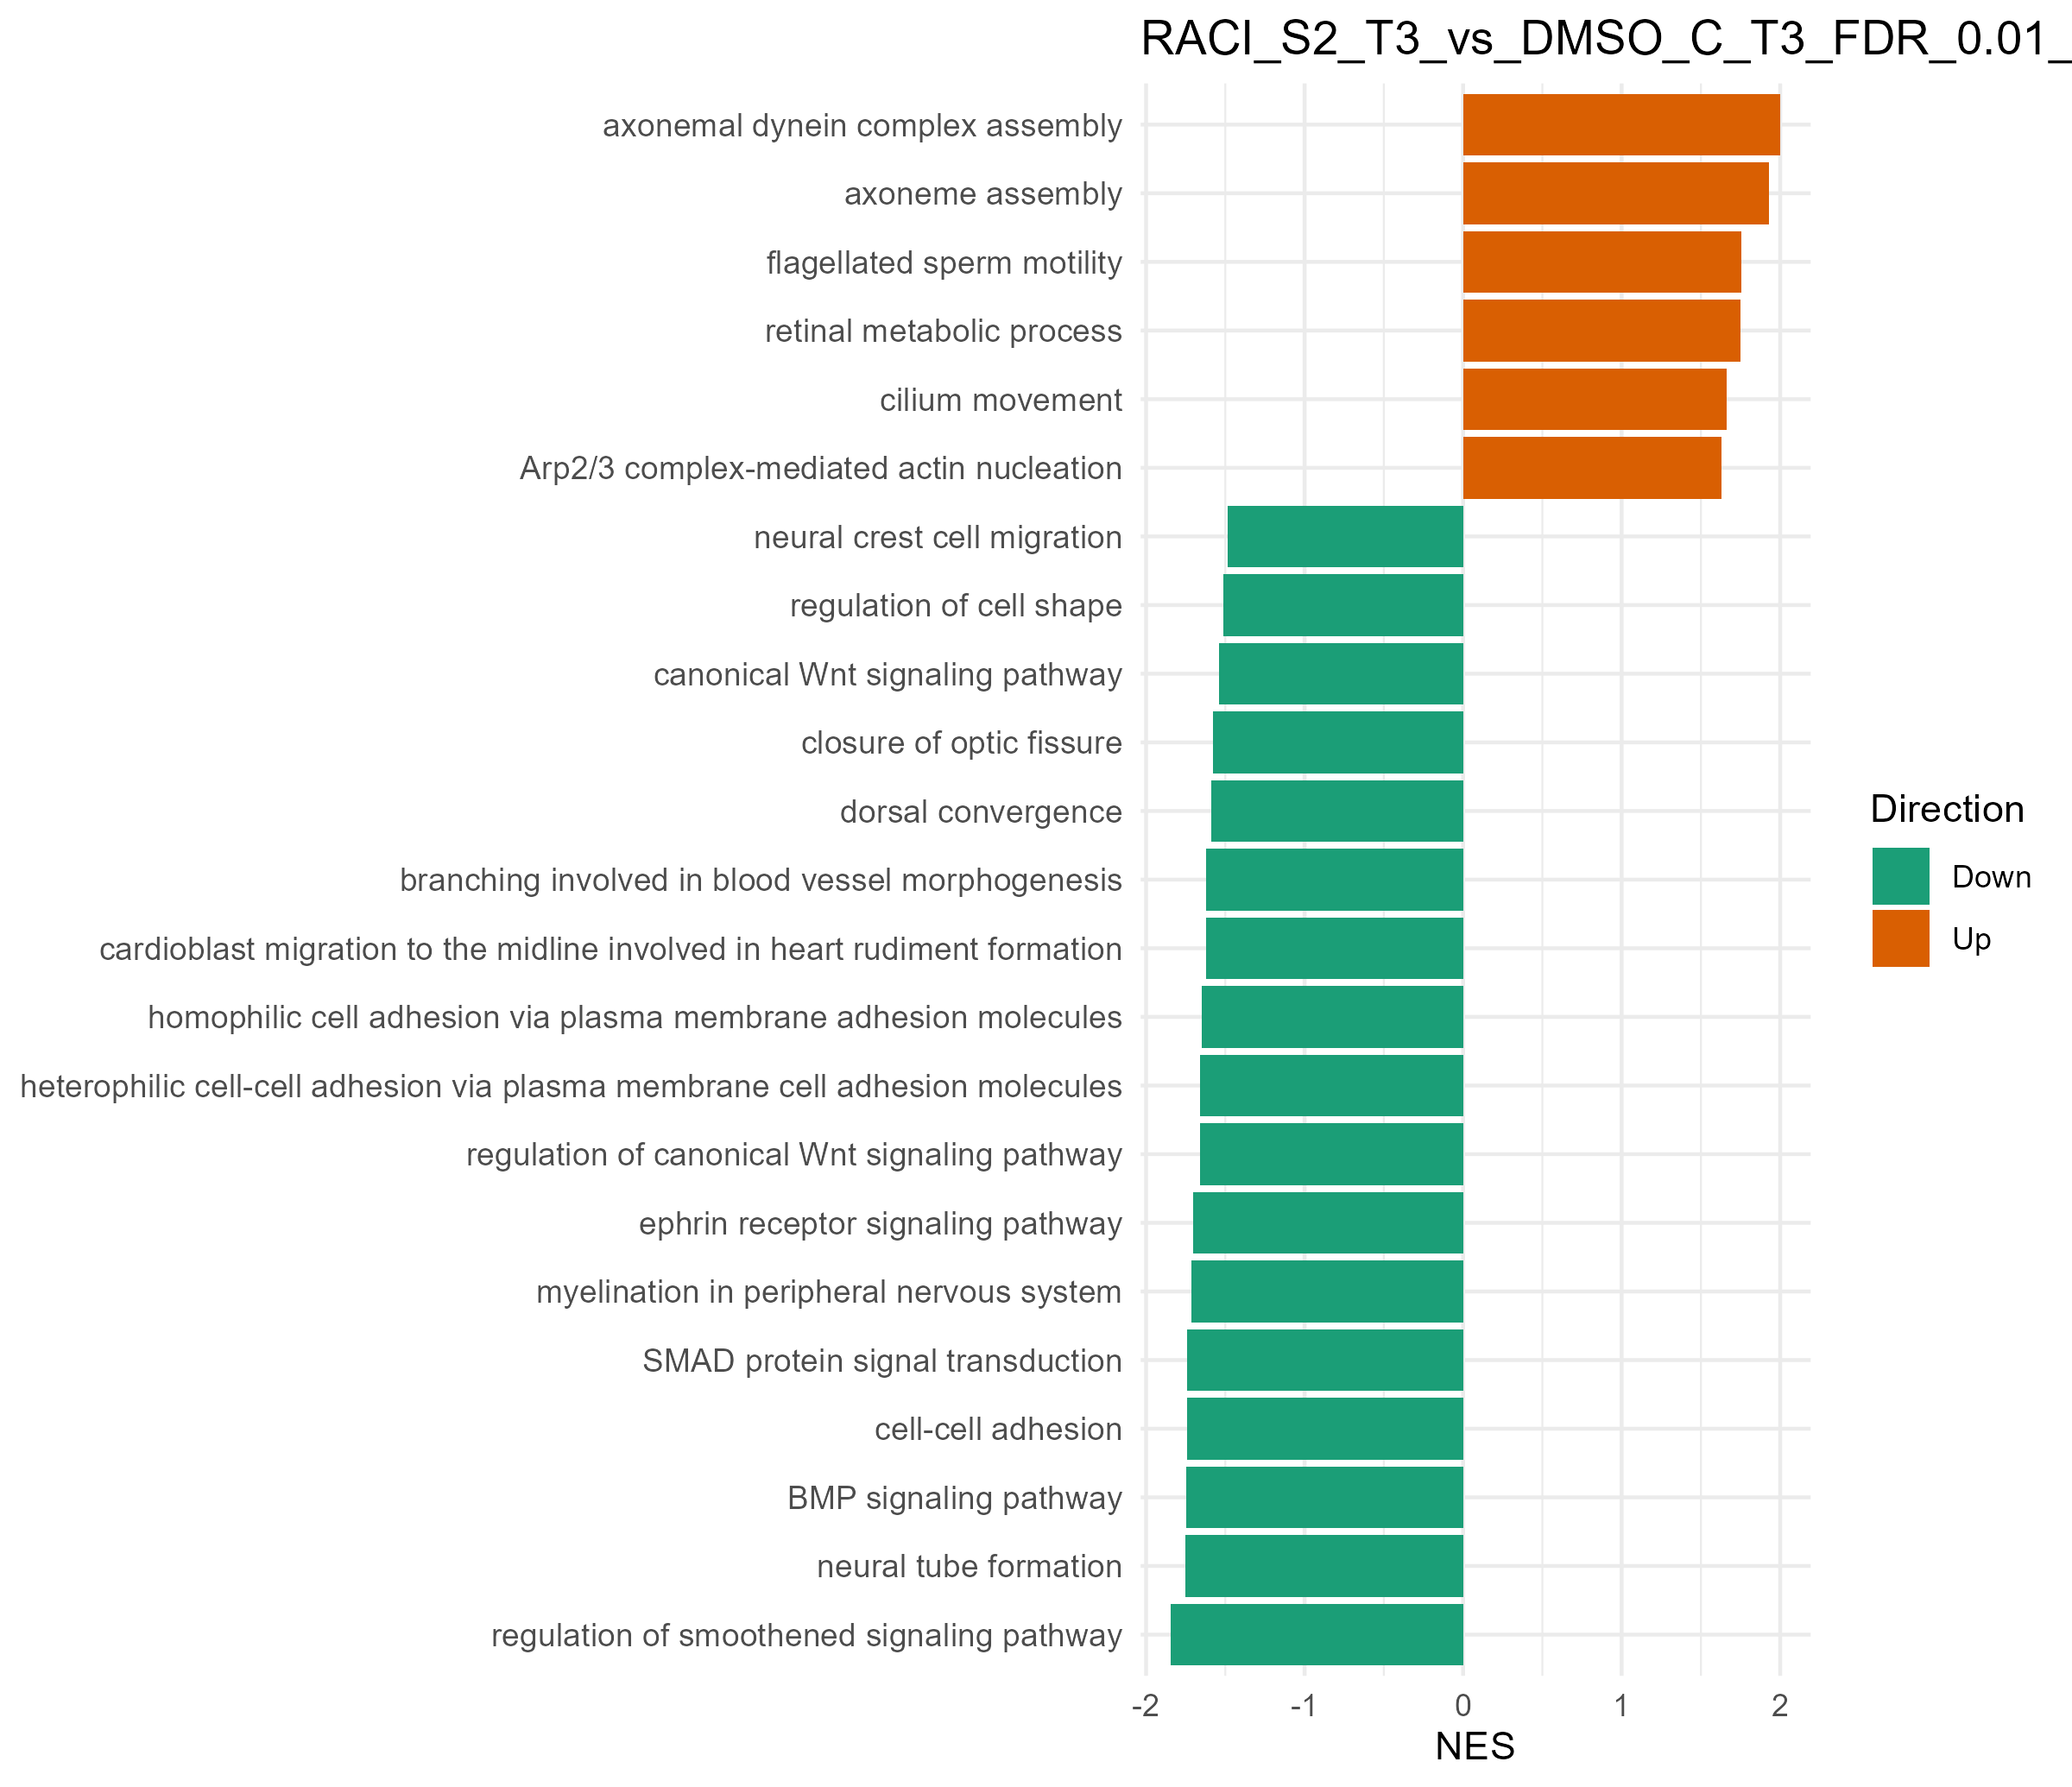 RACI_S2_T3_vs_DMSO_C_T3_FDR_0.01_
axonemal dynein complex assembly
axoneme assembly
flagellated sperm motility
retinal metabolic process
cilium movement
Arp2/3 complex-mediated actin nucleation
neural crest cell migration
regulation of cell shape
canonical Wnt signaling pathway
closure of optic fissure
dorsal convergence
branching involved in blood vessel morphogenesis
cardioblast migration to the midline involved in heart rudiment formation
homophilic cell adhesion via plasma membrane adhesion molecules
heterophilic cell-cell adhesion via plasma membrane cell adhesion molecules
regulation of canonical Wnt signaling pathway
ephrin receptor signaling pathway
myelination in peripheral nervous system
SMAD protein signal transduction
cell-cell adhesion
BMP signaling pathway
neural tube formation
regulation of smoothened signaling pathway
-2 -1 0 1 2
NES
Direction
Down
Up